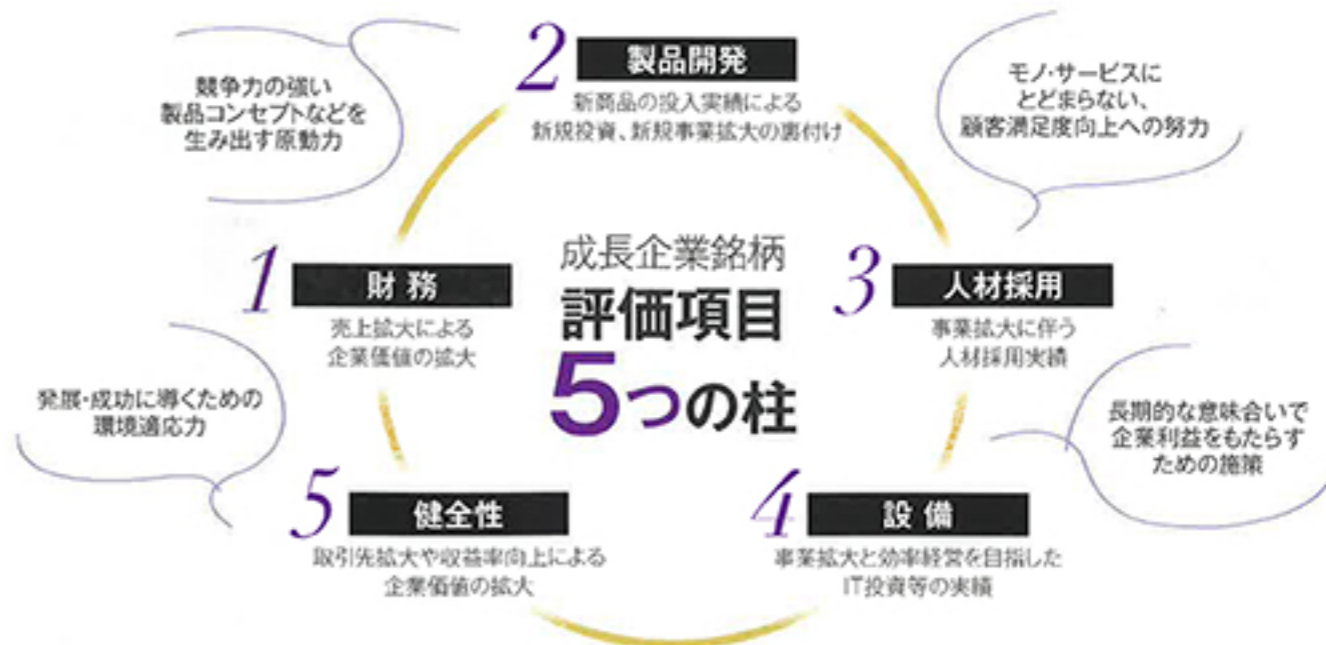 競争力の強い
製品コンセプトなどを
生み出す原動力
2 製品開発
新商品の投入実績による
新規投資、新規事業拡大の裏付け
モノ・サービスに
とどまらない、
顧客満足度向上への努力
1 財務
売上拡大による
企業価値の拡大
成長企業銘柄
評価項目
5つの柱
3 人材採用
事業拡大に伴う
人材採用実績
発展・成功に導くための
環境適応力
長期的な意味合いで
企業利益をもたらす
ための施策
5 健全性
取引先拡大や収益率向上による
企業価値の拡大
4 設備
事業拡大と効率経営を目指した
IT投資等の実績